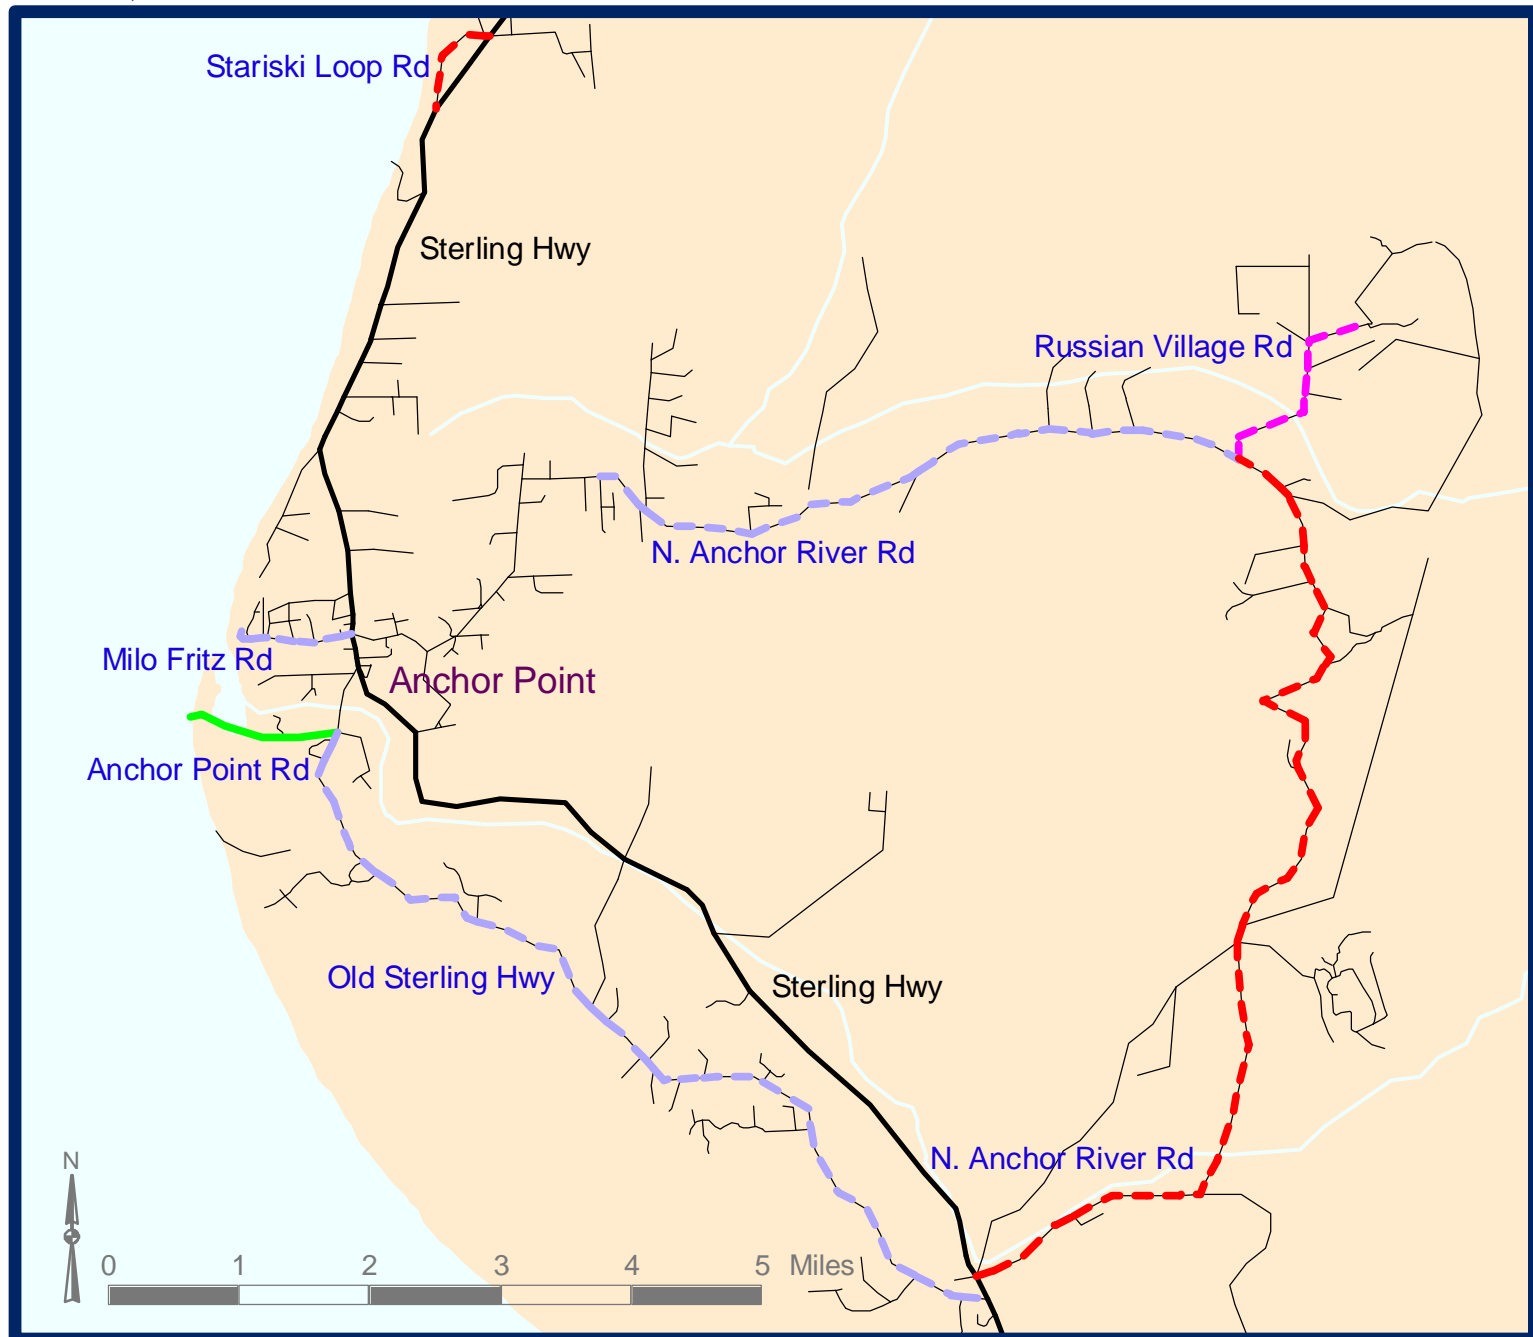 Stariski Loop Rd
Sterling Hwy
Russian Village Rd
N. Anchor River Rd
Milo Fritz Rd
Anchor Point
Anchor Point Rd
Old Sterling Hwy
Sterling Hwy
N. Anchor River Rd
N
0 1 2 3 4 5 Miles